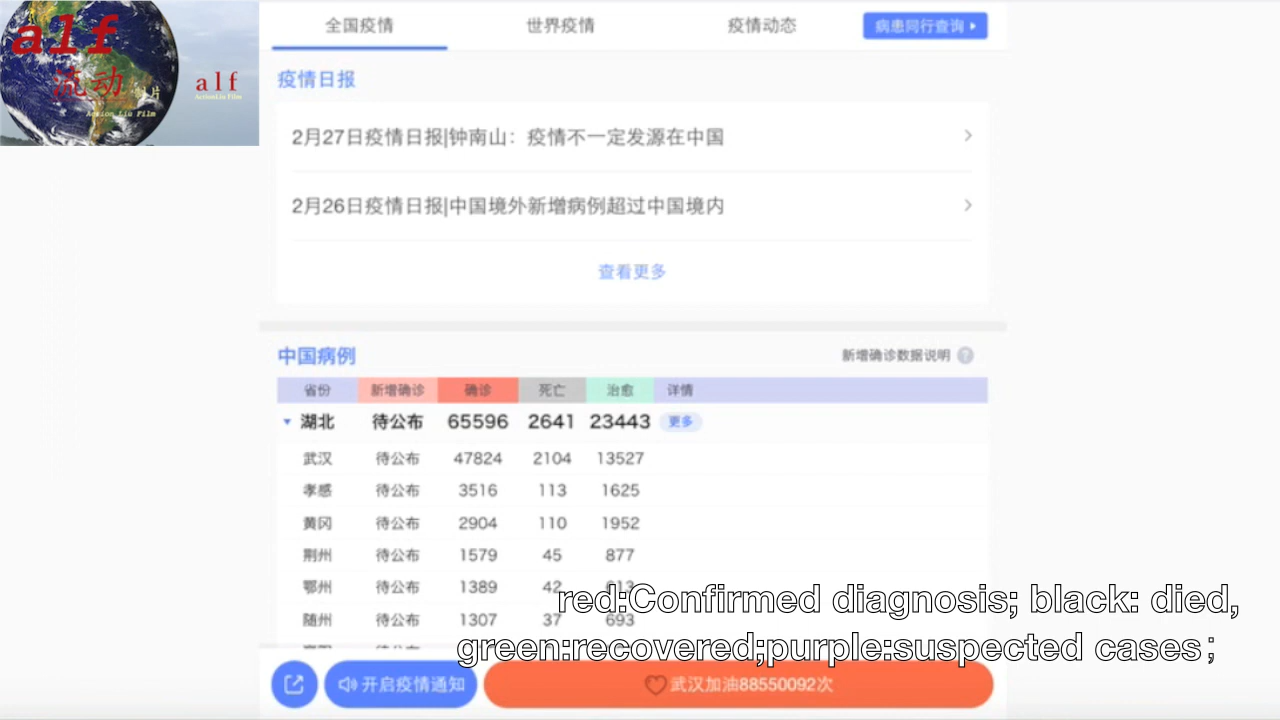 alf
流动
片
Action Liu Film
alf
ActionLiu Film
全国疫情 世界疫情 疫情动态 病患同行查询
疫情日报
2月27日疫情日报|钟南山：疫情不一定发源在中国
2月26日疫情日报|中国境外新增病例超过中国境内
查看更多
中国病例 新增确诊数据说明 ?
省份 新增确诊 确诊 死亡 治愈 详情
湖北 待公布 65596 2641 23443 更多
武汉 待公布 47824 2104 13527
孝感 待公布 3516 113 1625
黄冈 待公布 2904 110 1952
荆州 待公布 1579 45 877
鄂州 待公布 1389 42
随州 待公布 1307 37 693
red:Confirmed diagnosis; black: died,
green:recovered;purple:suspected cases；
开启疫情通知 武汉加油88550092次